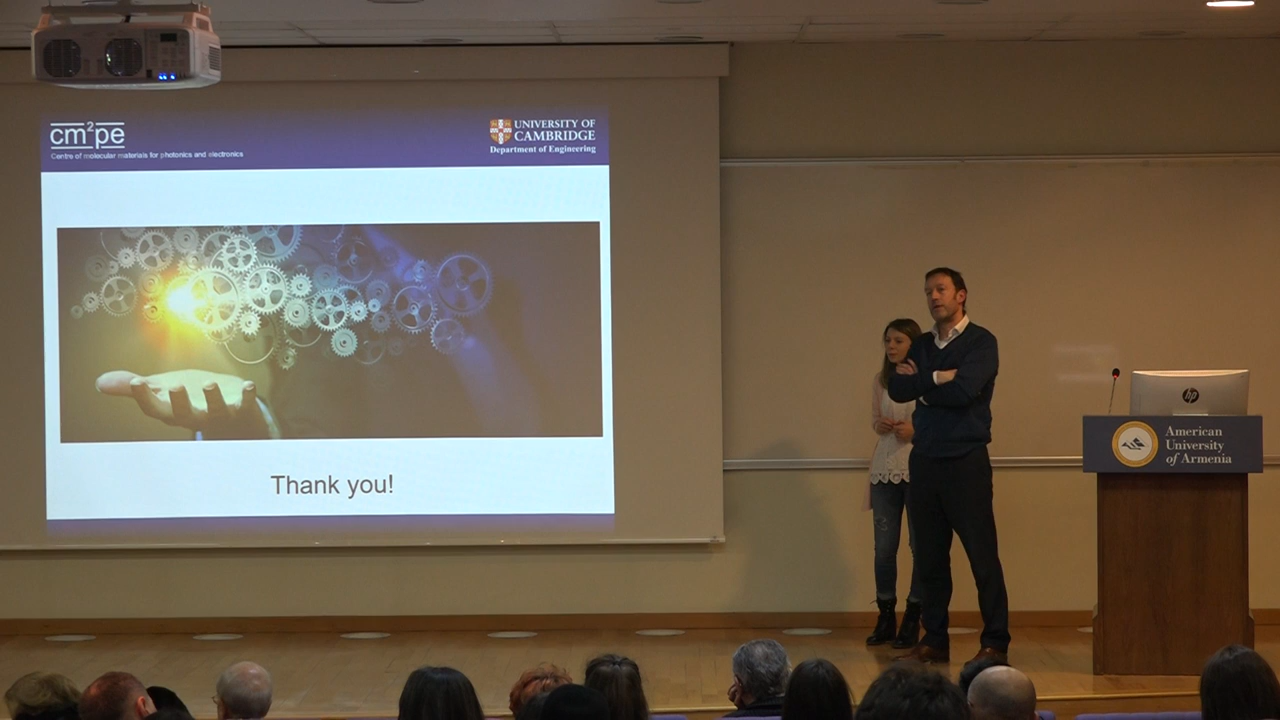 cm²pe
Centre of molecular materials for photonics and electronics
UNIVERSITY OF
CAMBRIDGE
Department of Engineering
Thank you!
hp
American
University
of Armenia